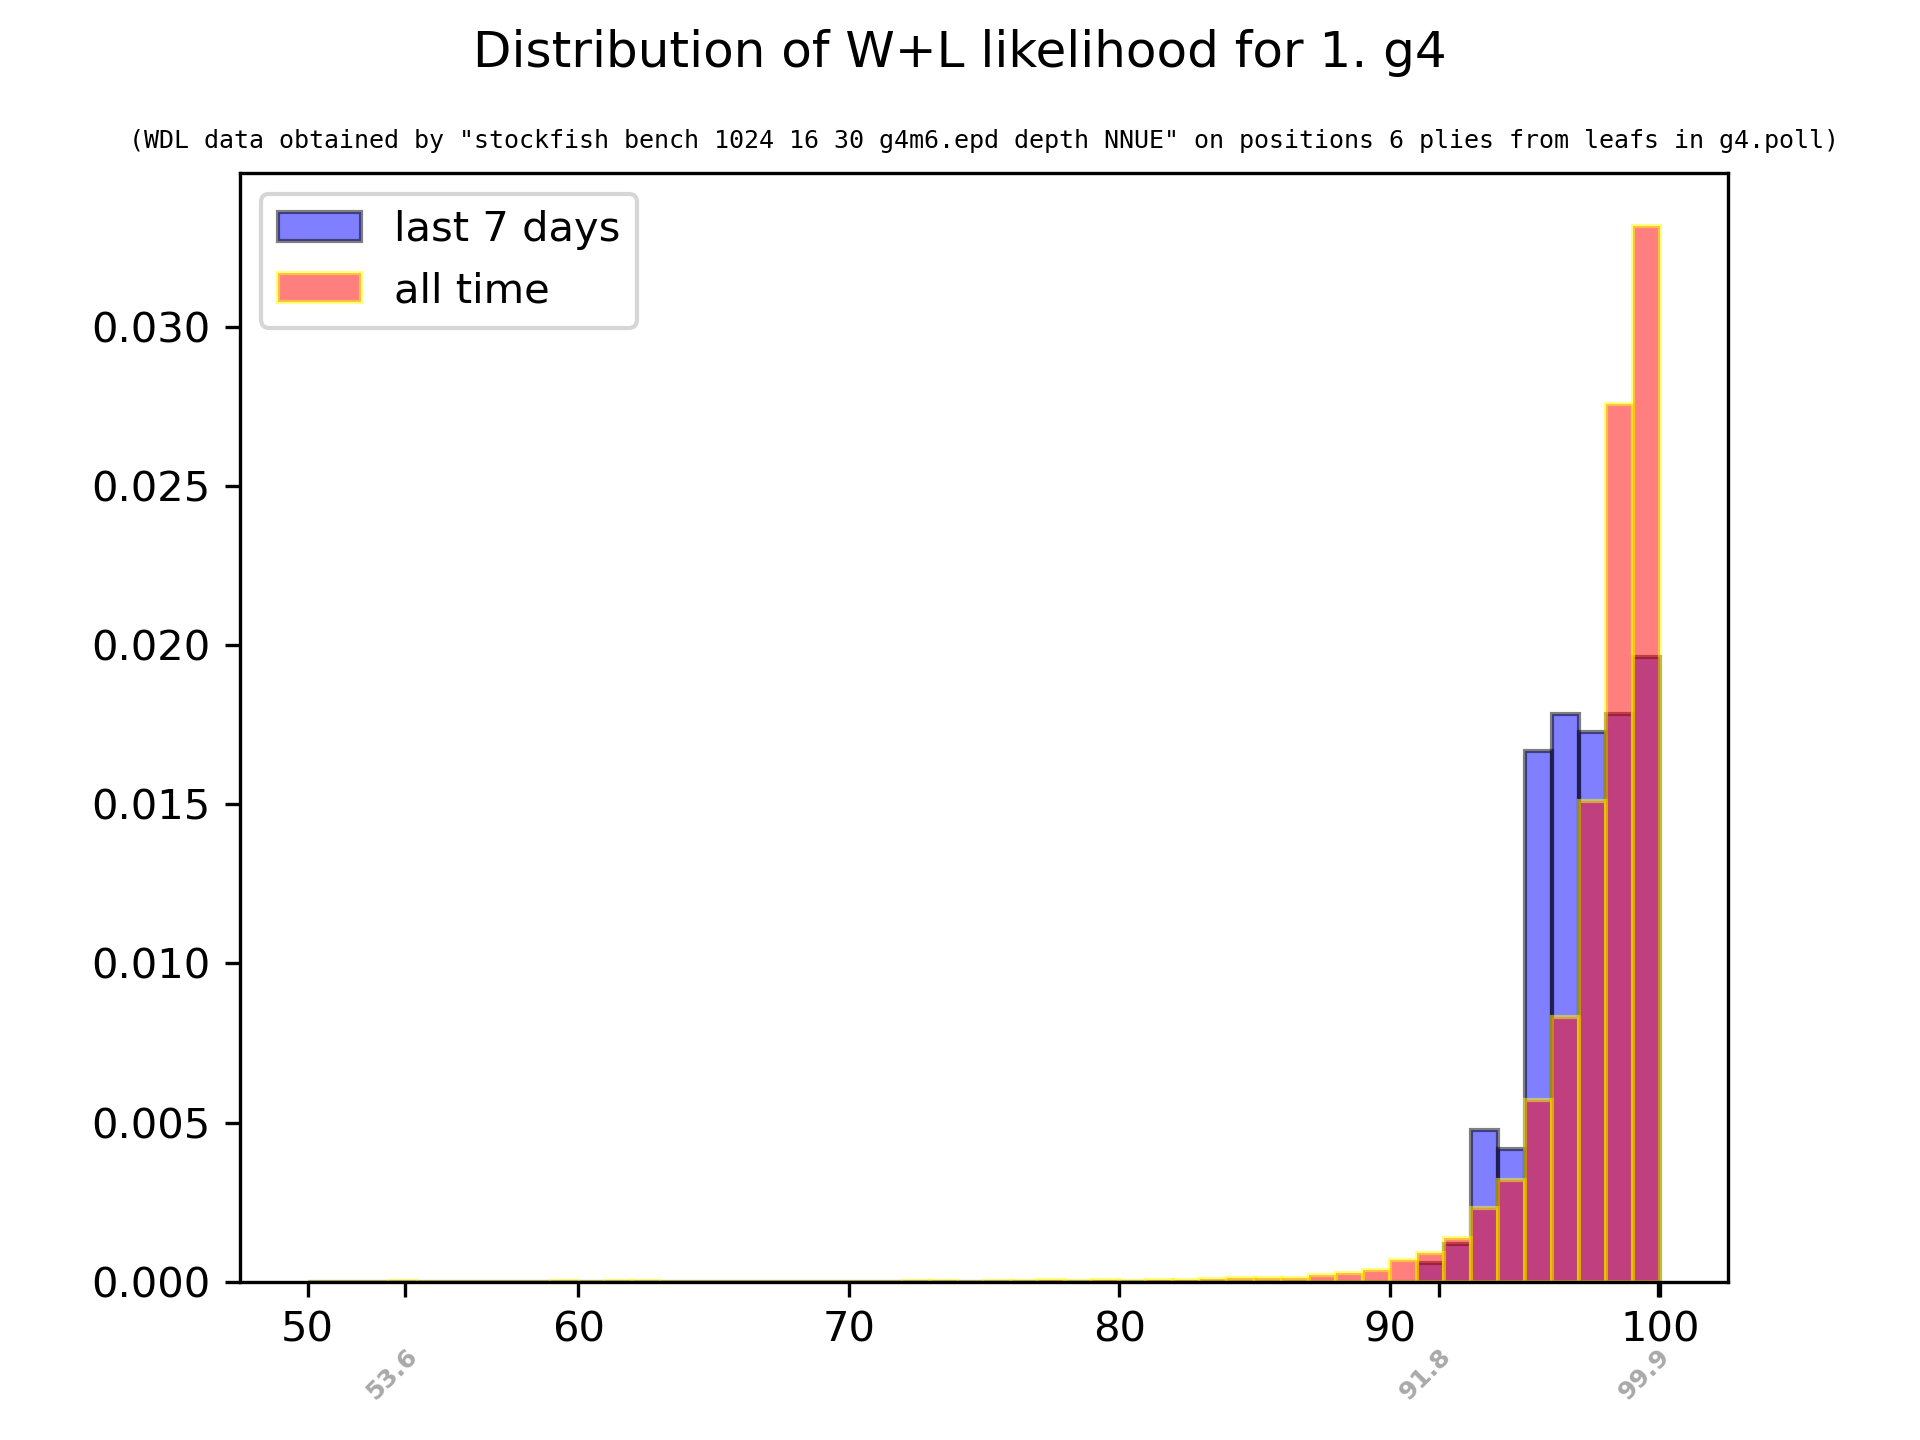 Distribution of W+L likelihood for 1. g4
(WDL data obtained by "stockfish bench 1024 16 30 g4m6.epd depth NNUE" on positions 6 plies from leafs in g4.poll)
last 7 days
all time
0.030
0.025
0.020
0.015
0.010
0.005
0.000
50 60 70 80 90 100
53.6 91.8 99.9